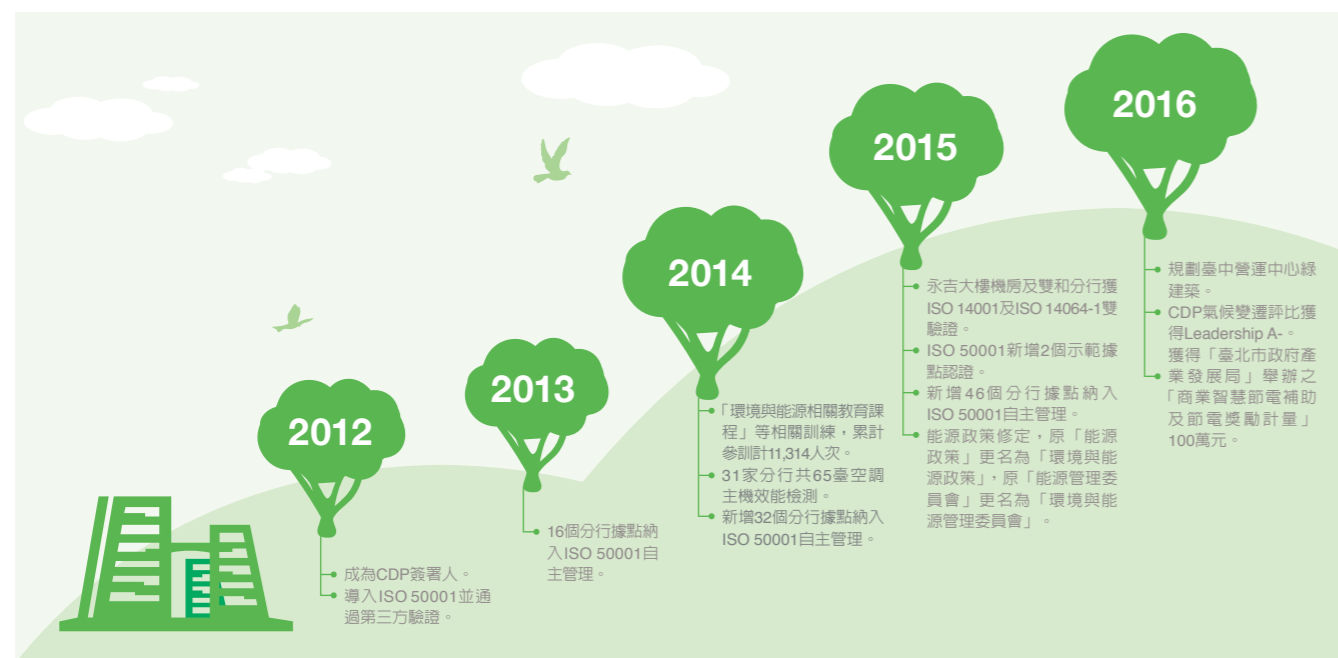 2012
成為CDP簽署人。
導入ISO 50001並通
過第三方驗證。
2013
16個分行據點納
入ISO 50001自
主管理。
2014
「環境與能源相關教育課
程」等相關訓練，累計
參訓計11,314人次。
31家分行共65臺空調
主機效能檢測。
新增32個分行據點納入
ISO 50001自主管理。
2015
永吉大樓機房及雙和分行獲
ISO 14001及ISO 14064-1雙
驗證。
ISO 50001新增2個示範據
點認證。
新增46個分行據點納入
ISO 50001自主管理。
能源政策修定，原「能源
政策」更名為「環境與能
源政策」，原「能源管理委
員會」更名為「環境與能
源管理委員會」。
2016
規劃臺中營運中心綠
建築。
CDP氣候變遷評比獲
得Leadership A-。
獲得「臺北市政府產
業發展局」舉辦之
「商業智慧節電補助
及節電獎勵計量」
100萬元。